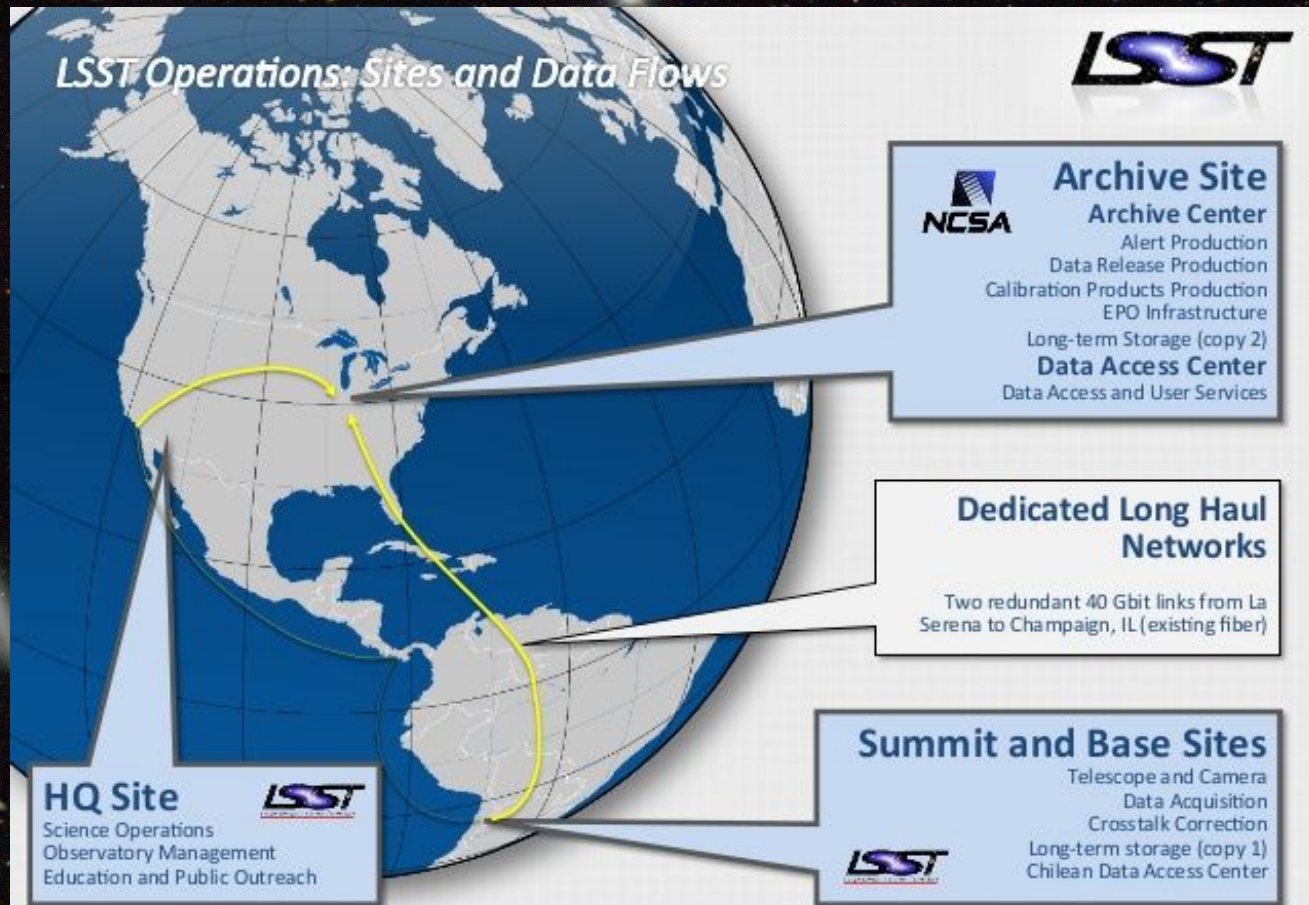 LSST Operations: Sites and Data Flows
LSST
NCSA
Archive Site
Archive Center
Alert Production
Data Release Production
Calibration Products Production
EPO Infrastructure
Long-term Storage (copy 2)
Data Access Center
Data Access and User Services
Dedicated Long Haul
Networks
Two redundant 40 Gbit links from La
Serena to Champaign, IL (existing fiber)
Summit and Base Sites
Telescope and Camera
Data Acquisition
Crosstalk Correction
Long-term storage (copy 1)
Chilean Data Access Center
LSST
HQ Site
LSST
Science Operations
Observatory Management
Education and Public Outreach